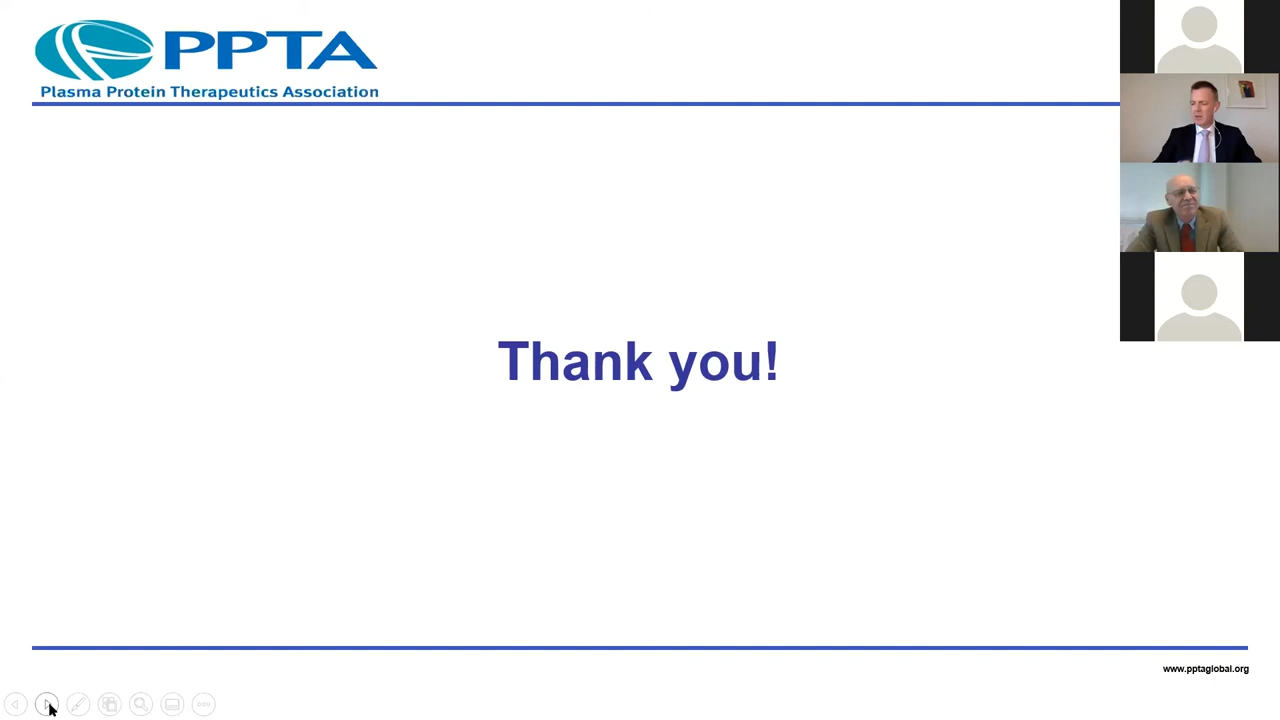 PPTA
Plasma Protein Therapeutics Association
Thank you!
www.pptaglobal.org